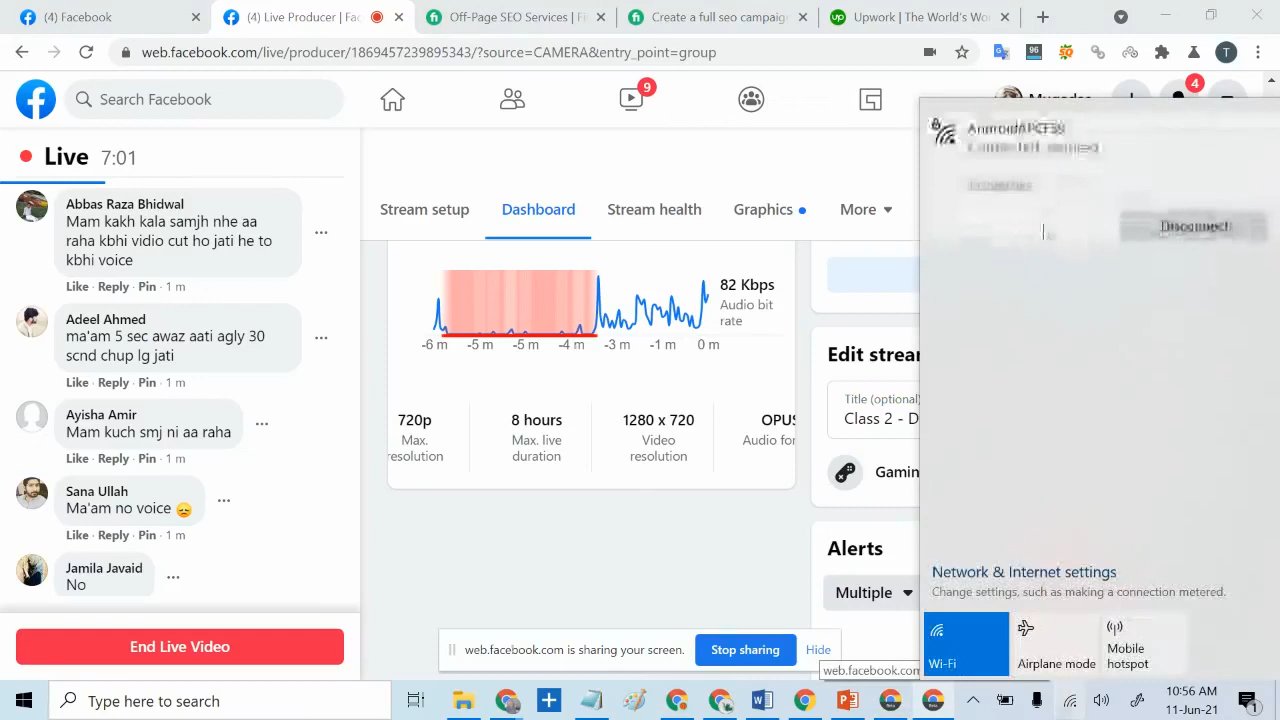 (4) Facebook
(4) Live Producer | Fac
Off Page SEO Services | Fi
Create a full seo campaign
Upwork | The World's Wo
web.facebook.com/live/producer/1869457239895343/?source=CAMERA&entry_point=group
96
T
Search Facebook
9
4
Live 7:01
Stream setup
Dashboard
Stream health
Graphics
More
Disconnect
Abbas Raza Bhidwal
Mam kakh kala samjh nhe aa
raha kbhi vidio cut ho jati he to
kbhi voice
Like · Reply · Pin · 1 m
Adeel Ahmed
ma'am 5 sec awaz aati agly 30
scnd chup lg jati
Like · Reply · Pin · 1 m
Ayisha Amir
Mam kuch smj ni aa raha
Like · Reply · Pin · 1 m
Sana Ullah
Ma'am no voice 😞
Like · Reply · Pin · 1 m
Jamila Javaid
No
End Live Video
82 Kbps
Audio bit
rate
-6 m -5 m -5 m -4 m -3 m -1 m 0 m
720p
Max.
resolution
8 hours
Max. live
duration
1280 x 720
Video
resolution
OPUS
Audio for
Edit strea
Title (optional)
Class 2 - D
Gaming
Alerts
Multiple
Network & Internet settings
Change settings, such as making a connection metered.
Wi-Fi
Airplane mode
Mobile
hotspot
web.facebook.com is sharing your screen.
Stop sharing
Hide
web.facebook.com
Type here to search
10:56 AM
11-Jun-21
1